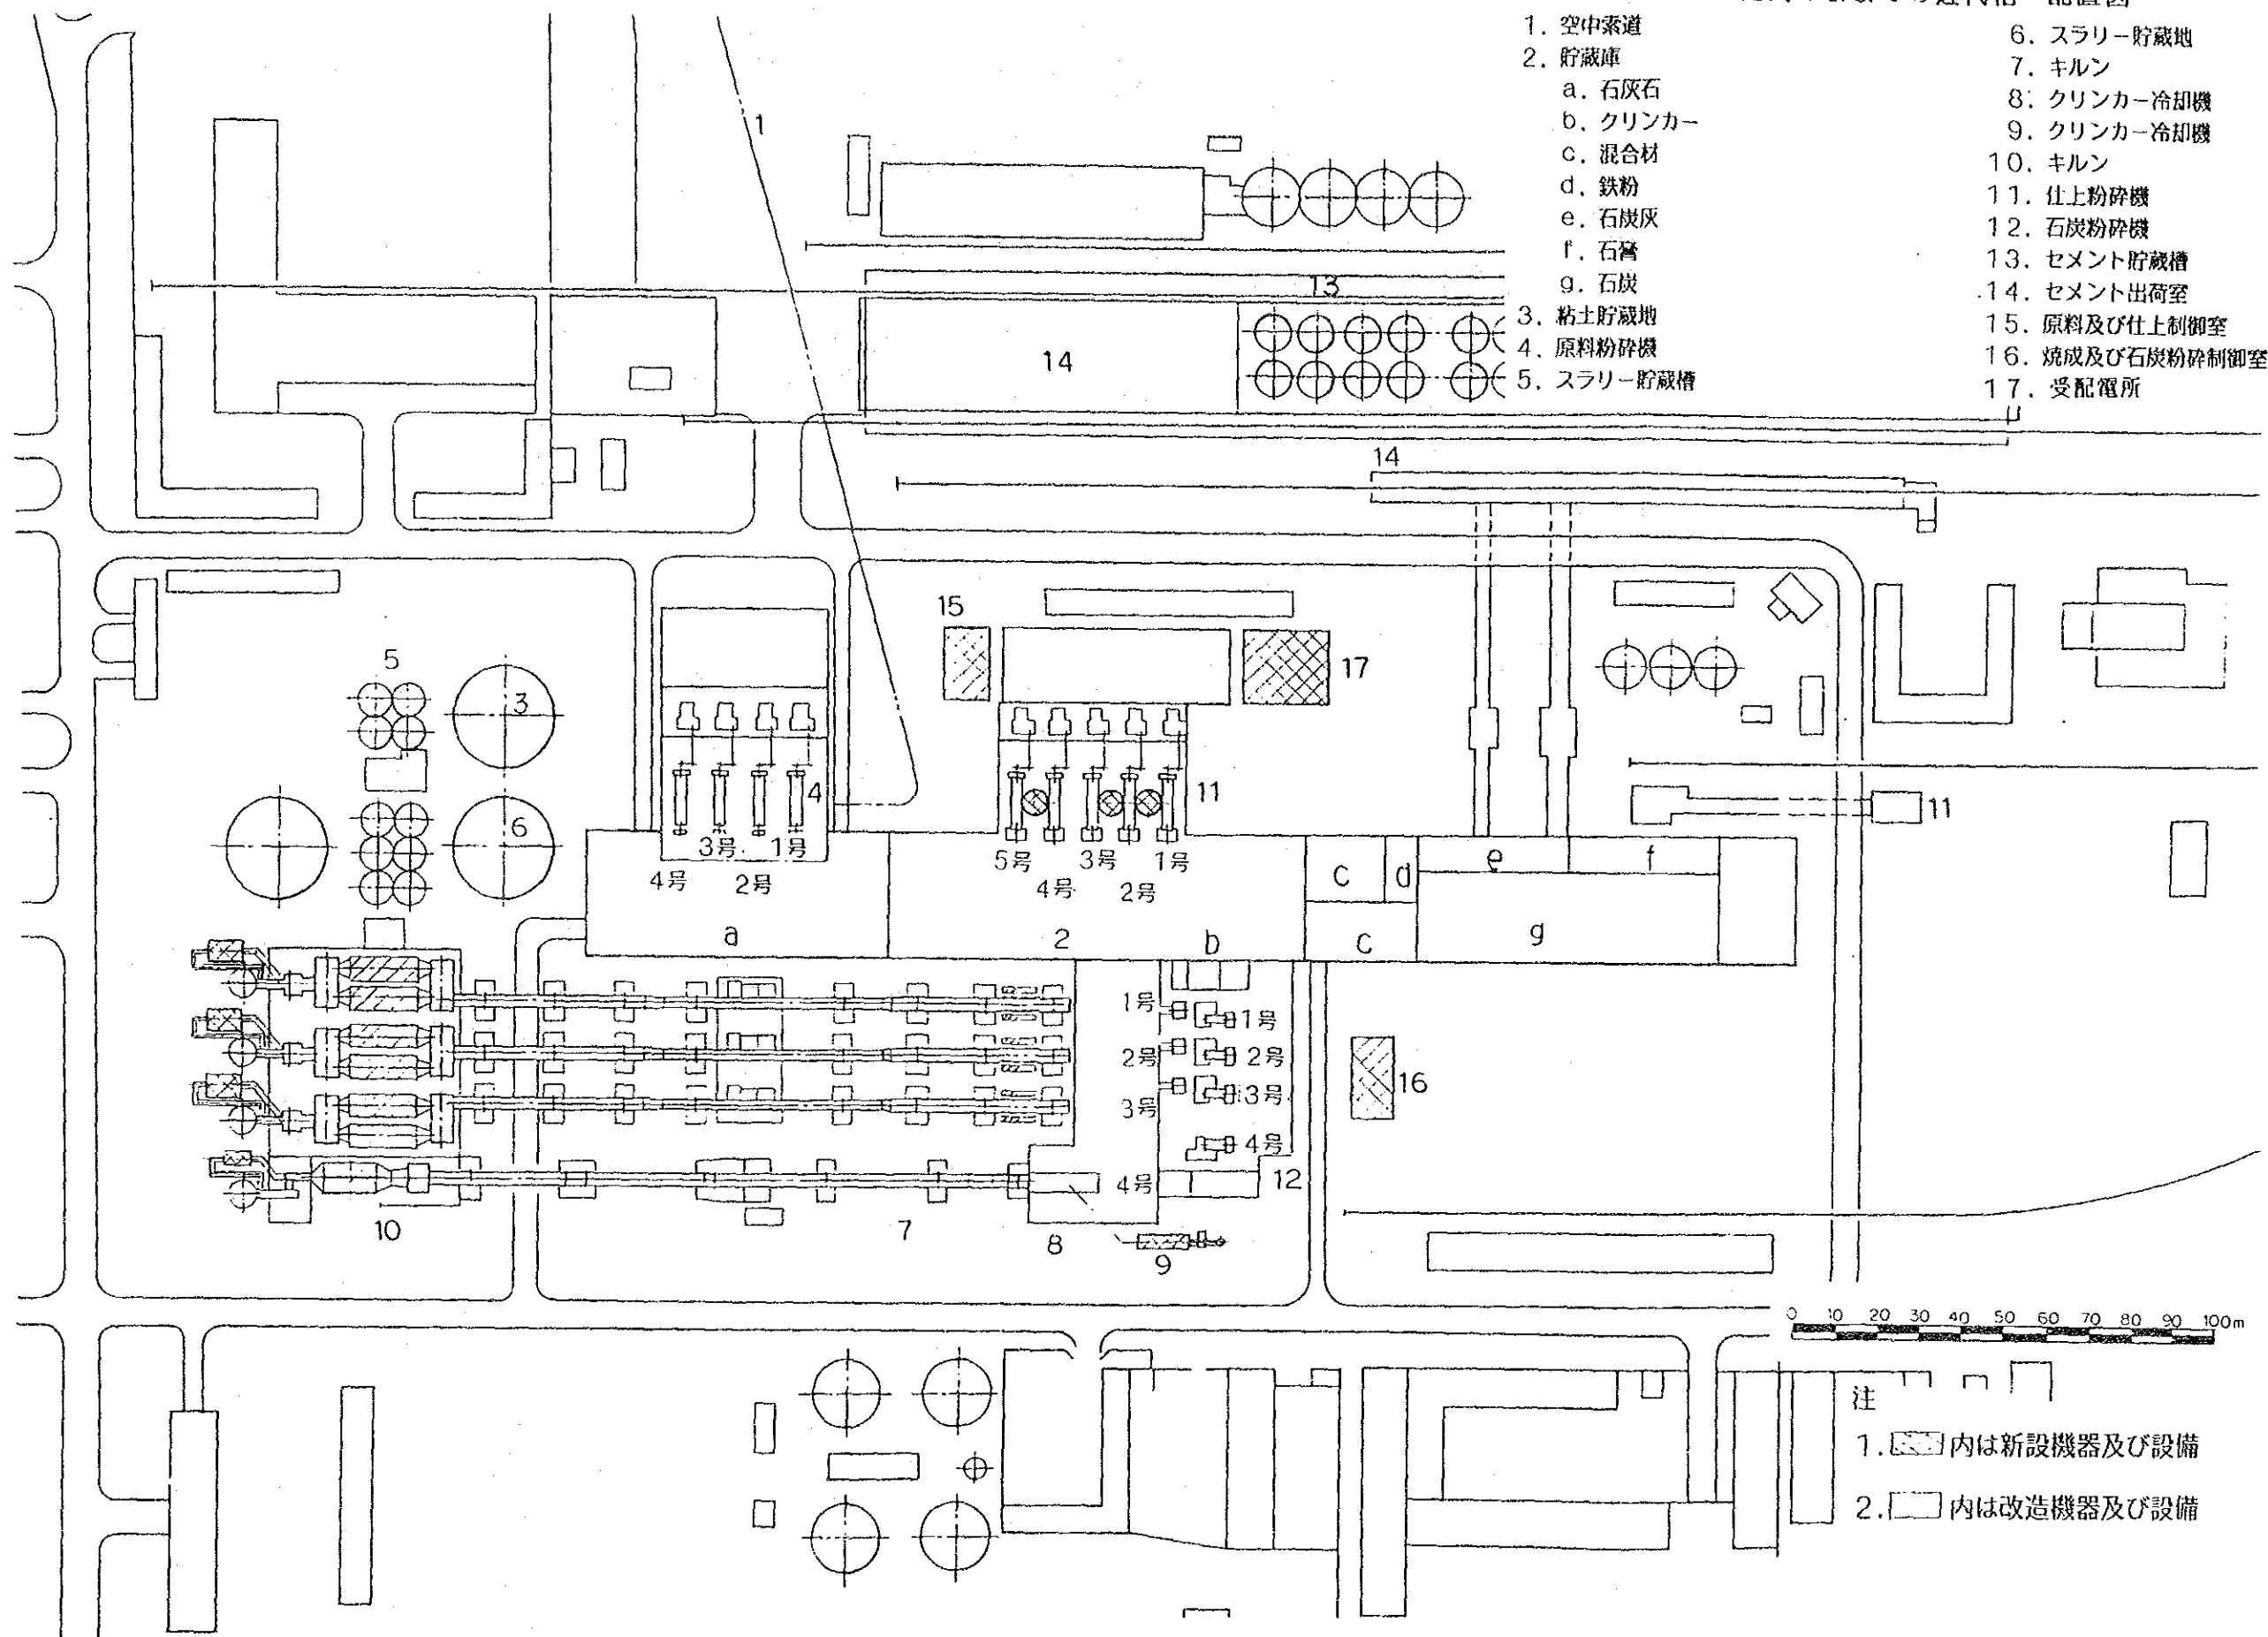 の近代化 配置図
1. 空中索道
2. 貯蔵庫
a. 石灰石
b. クリンカー
c. 混合材
d. 鉄粉
e. 石炭灰
f. 石膏
g. 石炭
3. 粘土貯蔵地
4. 原料粉砕機
5. スラリー貯蔵槽
6. スラリー貯蔵地
7. キルン
8. クリンカー冷却機
9. クリンカー冷却機
10. キルン
11. 仕上粉砕機
12. 石炭粉砕機
13. セメント貯蔵槽
14. セメント出荷室
15. 原料及び仕上制御室
16. 焼成及び石炭粉砕制御室
17. 受配電所
1
13
14
14
15
17
5
3
4
11
11
6
3号 1号
4号 2号
5号 3号 1号
4号 2号
c d e f
a 2 b c g
1号 1号
2号 2号
3号 3号
16
4号
4号 12
10 7 8
9
0 10 20 30 40 50 60 70 80 90 100m
注
1. 内は新設機器及び設備
2. 内は改造機器及び設備